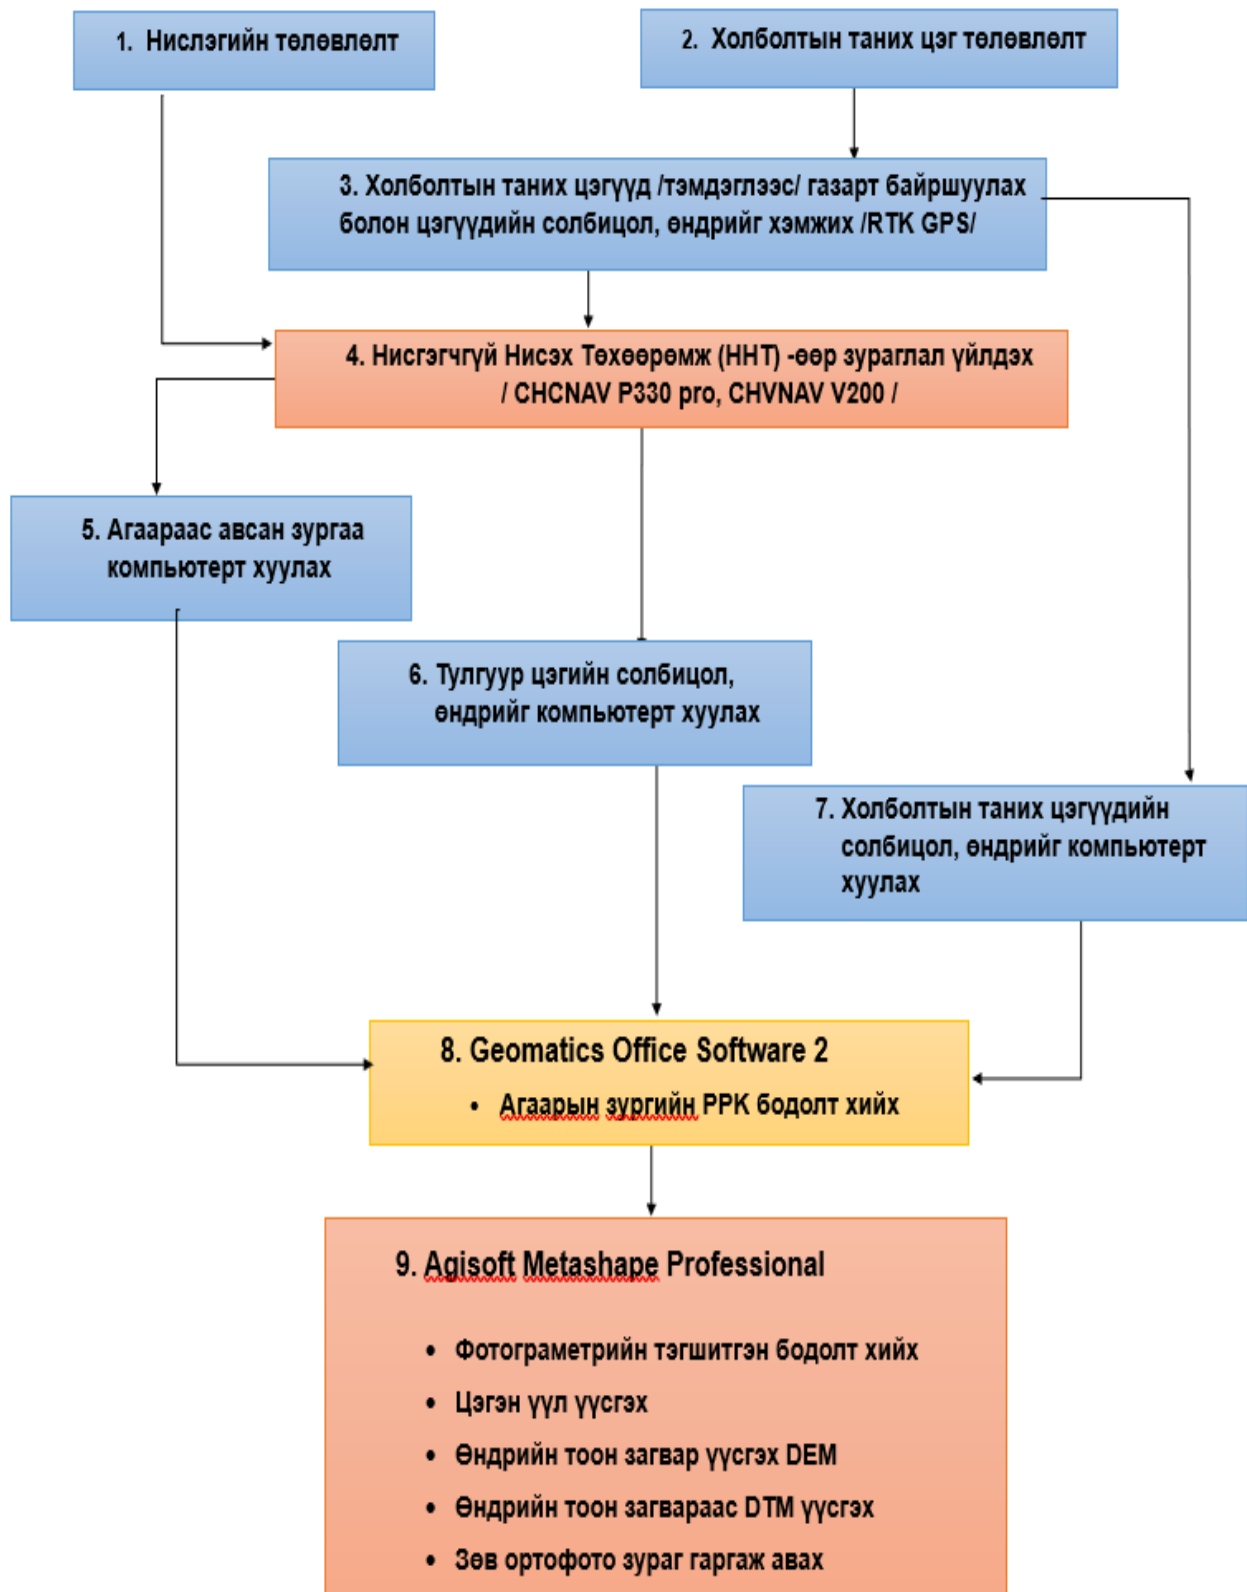 1. Нислэгийн төлөвлөлт
2. Холболтын таних цэг төлөвлөлт
3. Холболтын таних цэгүүд /тэмдэглээс/ газарт байршуулах
болон цэгүүдийн солбицол, өндрийг хэмжих /RTK GPS/
4. Нисгэгчгүй Нисэх Төхөөрөмж (ННТ) -өөр зураглал үйлдэх
/ CHCNAV P330 pro, CHVNAV V200 /
5. Агаараас авсан зургаа
компьютерт хуулах
6. Тулгуур цэгийн солбицол,
өндрийг компьютерт хуулах
7. Холболтын таних цэгүүдийн
солбицол, өндрийг компьютерт
хуулах
8. Geomatics Office Software 2
• Агаарын зургийн PPK бодолт хийх
9. Agisoft Metashape Professional
• Фотограметрийн тэгшитгэн бодолт хийх
• Цэгэн үүл үүсгэх
• Өндрийн тоон загвар үүсгэх DEM
• Өндрийн тоон загвараас DTM үүсгэх
• Зөв ортофото зураг гаргаж авах